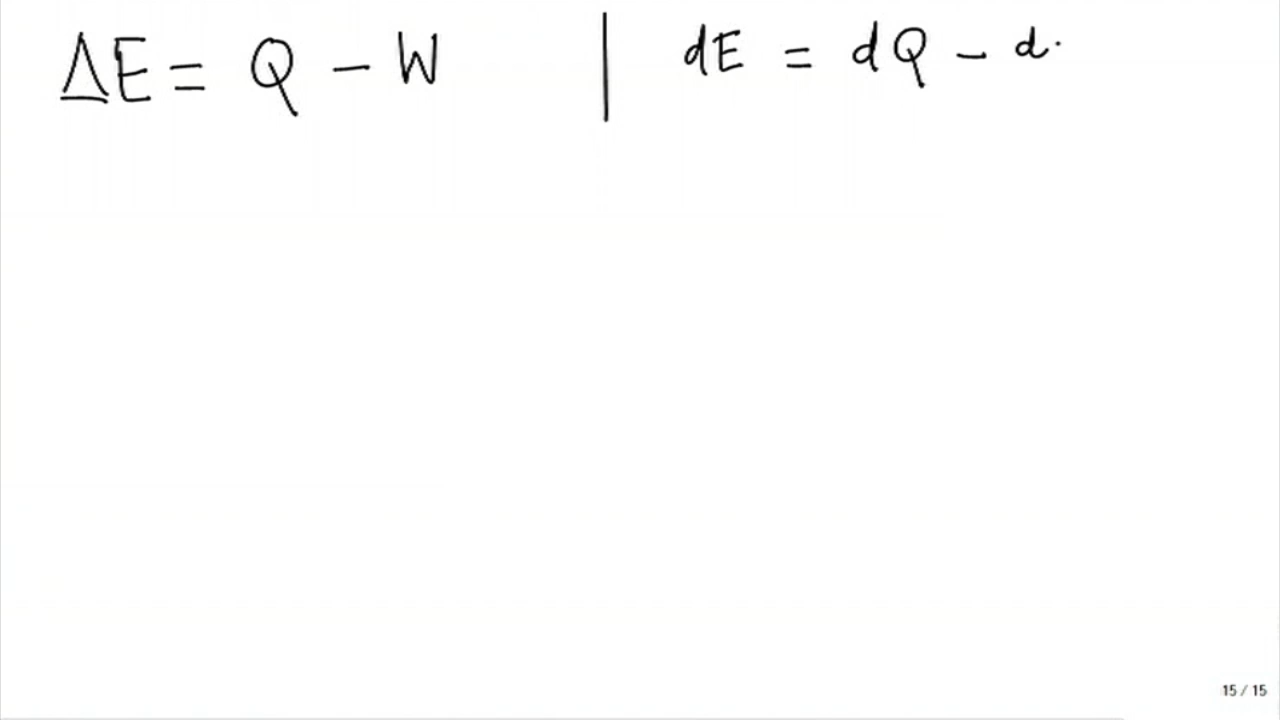 ΔE = Q - W | dE = dQ - d
15 / 15